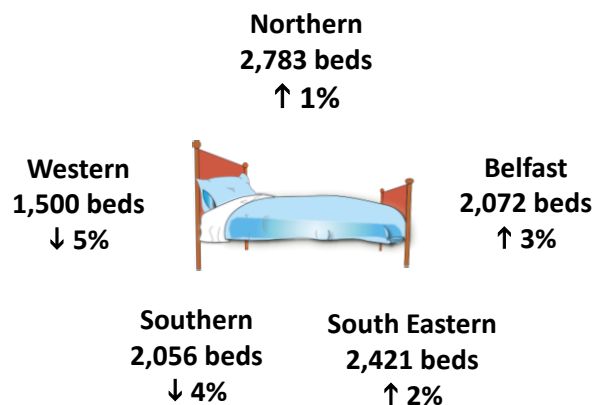 Northern
2,783 beds
↑ 1%
Western
1,500 beds
↓ 5%
Belfast
2,072 beds
↑ 3%
Southern
2,056 beds
↓ 4%
South Eastern
2,421 beds
↑ 2%